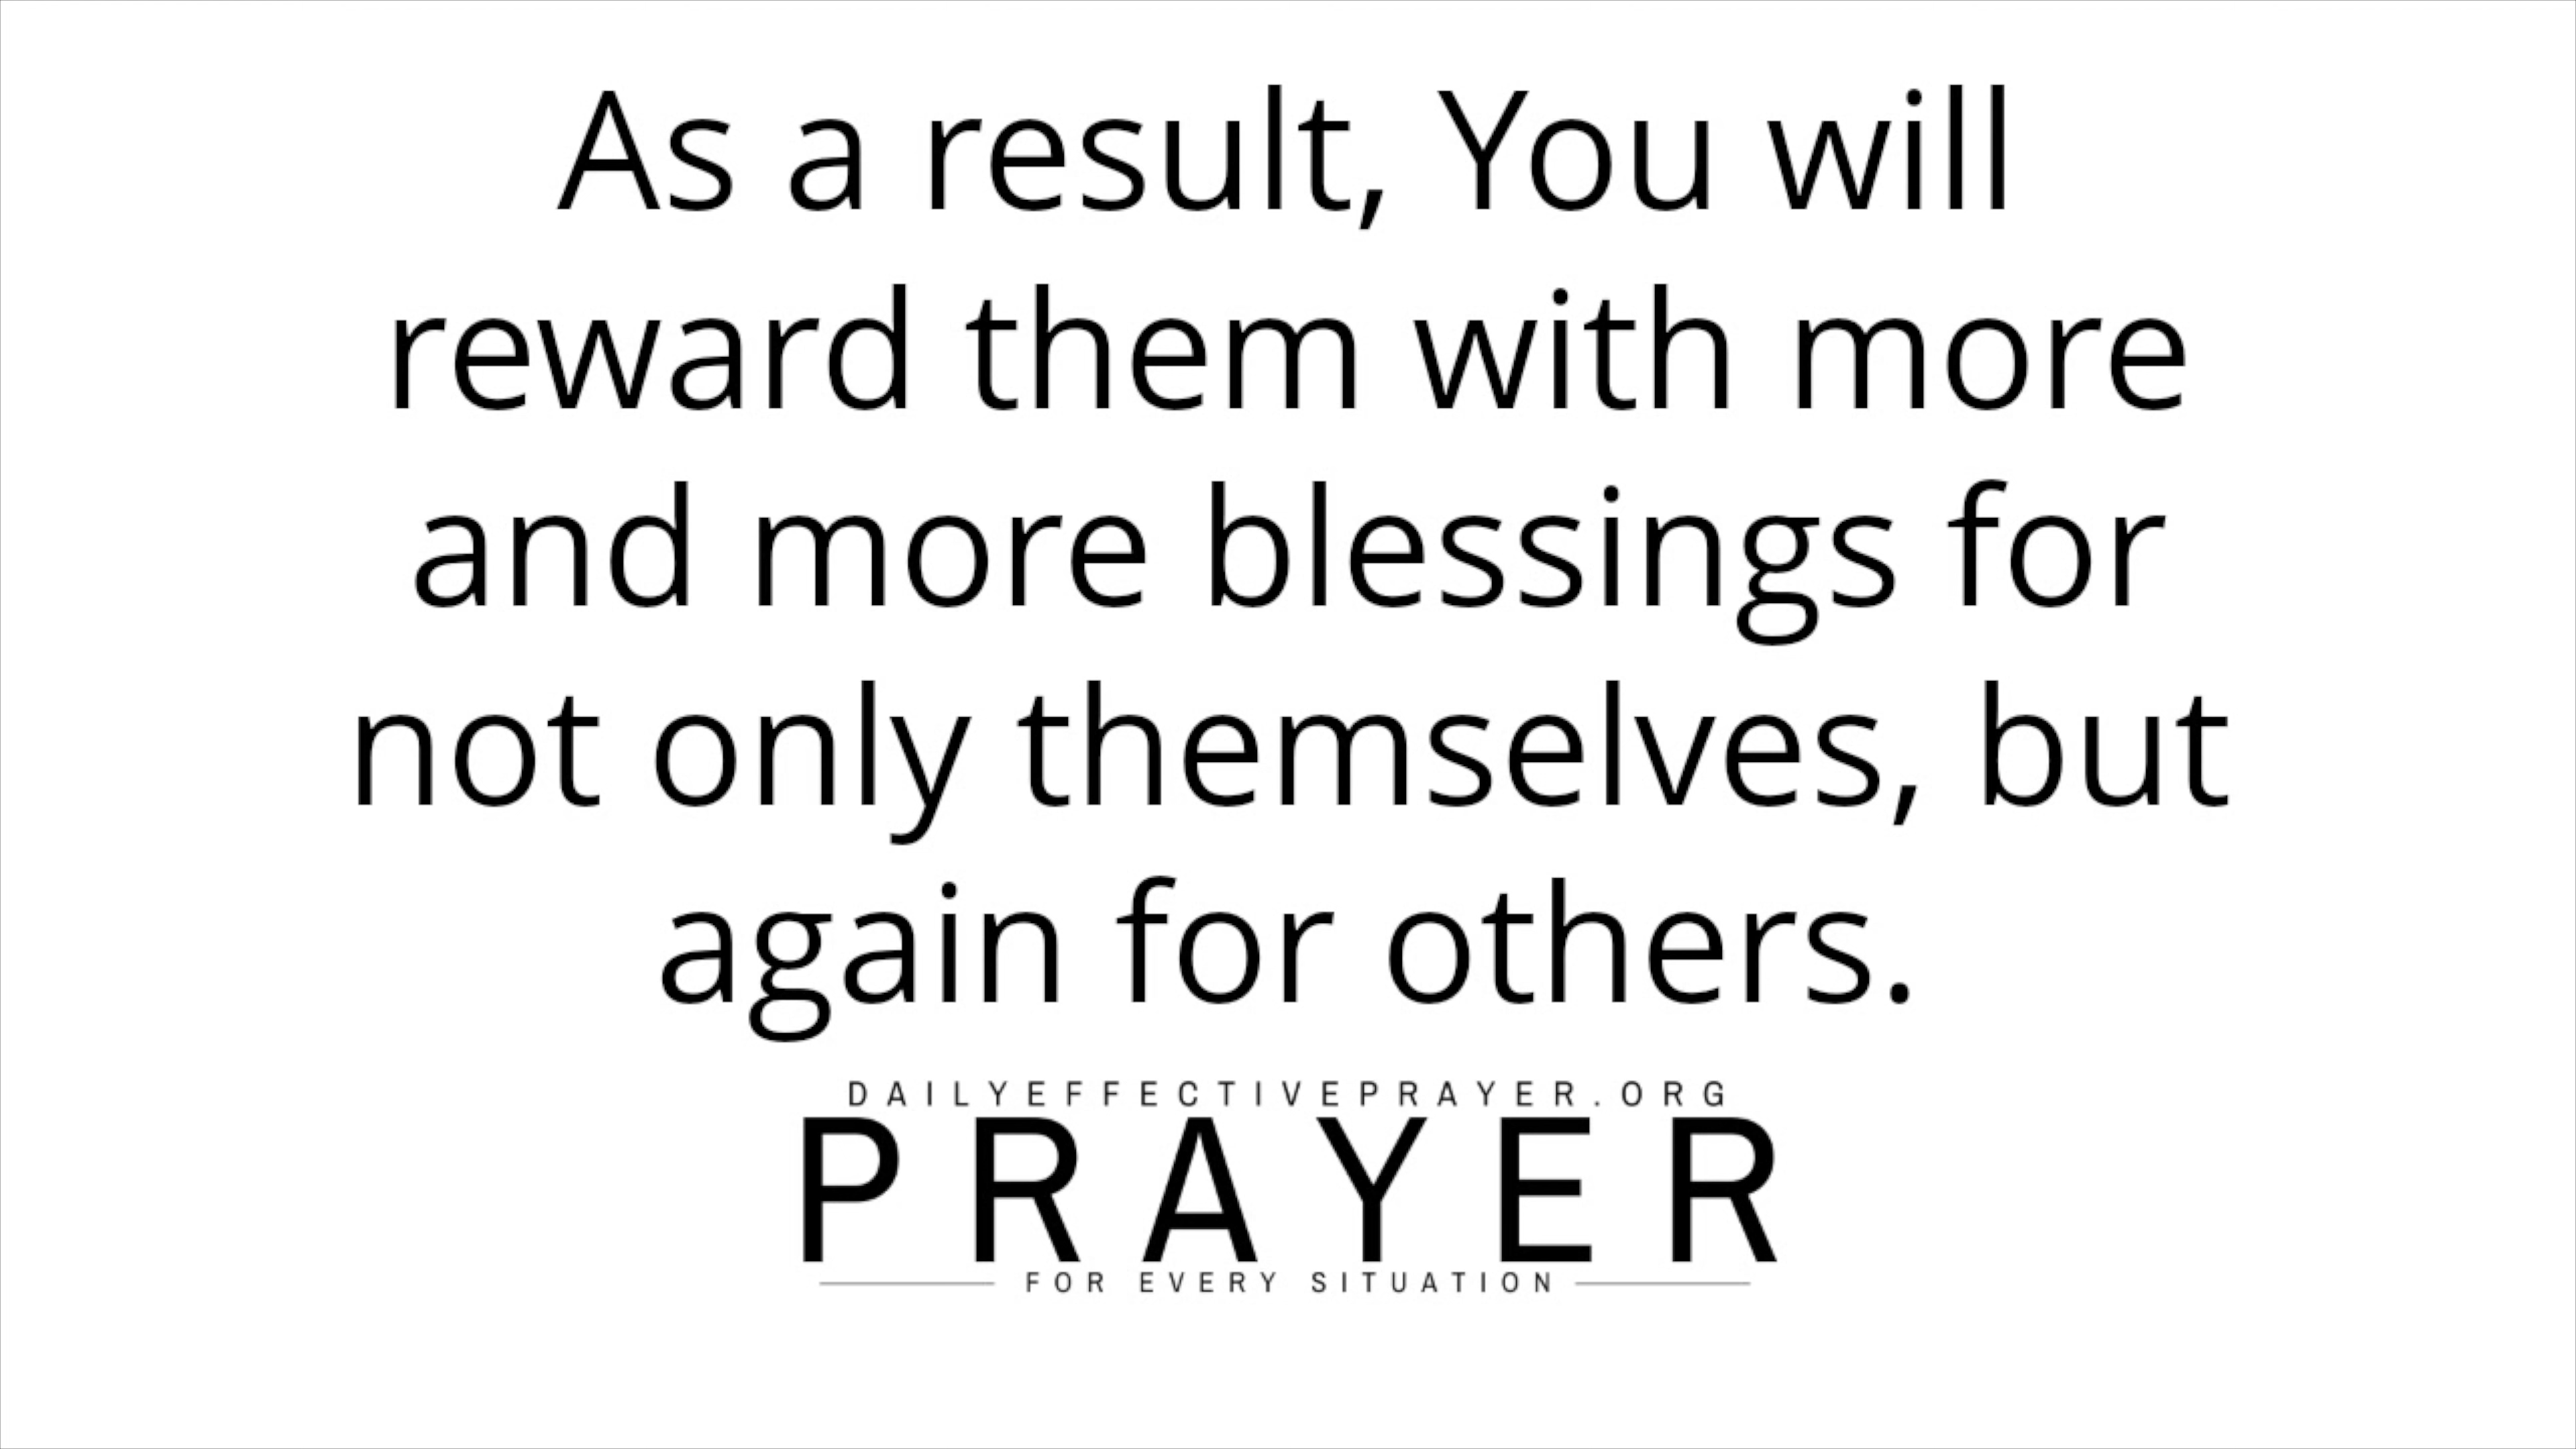 As a result, You will
reward them with more
and more blessings for
not only themselves, but
again for others.
DAILYEFFECTIVEPRAYER.ORG
PRAYER
FOR EVERY SITUATION